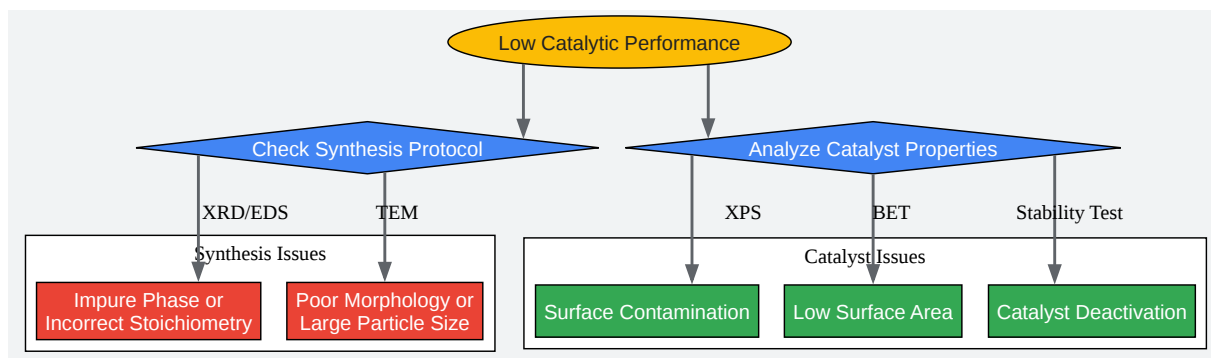 Low Catalytic Performance
Check Synthesis Protocol
Analyze Catalyst Properties
XRD/EDS
TEM
XPS
BET
Stability Test
Synthesis Issues
Catalyst Issues
Impure Phase or
Incorrect Stoichiometry
Poor Morphology or
Large Particle Size
Surface Contamination
Low Surface Area
Catalyst Deactivation